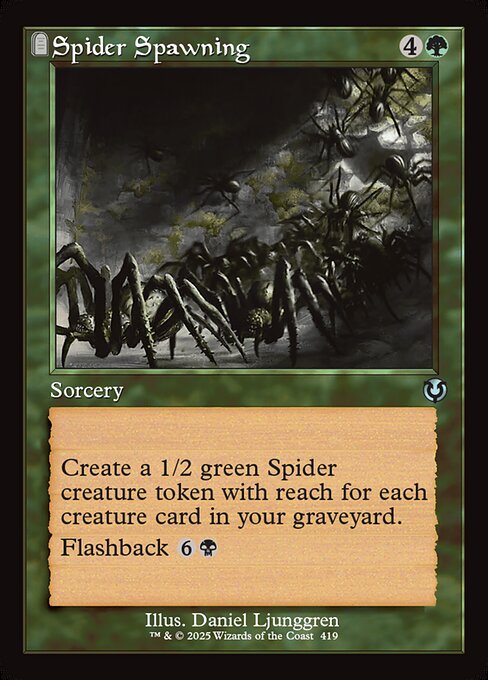 Spider Spawning 4
Sorcery
Create a 1/2 green Spider
creature token with reach for each
creature card in your graveyard.
Flashback 6
Illus. Daniel Ljunggren
™ & © 2025 Wizards of the Coast 419